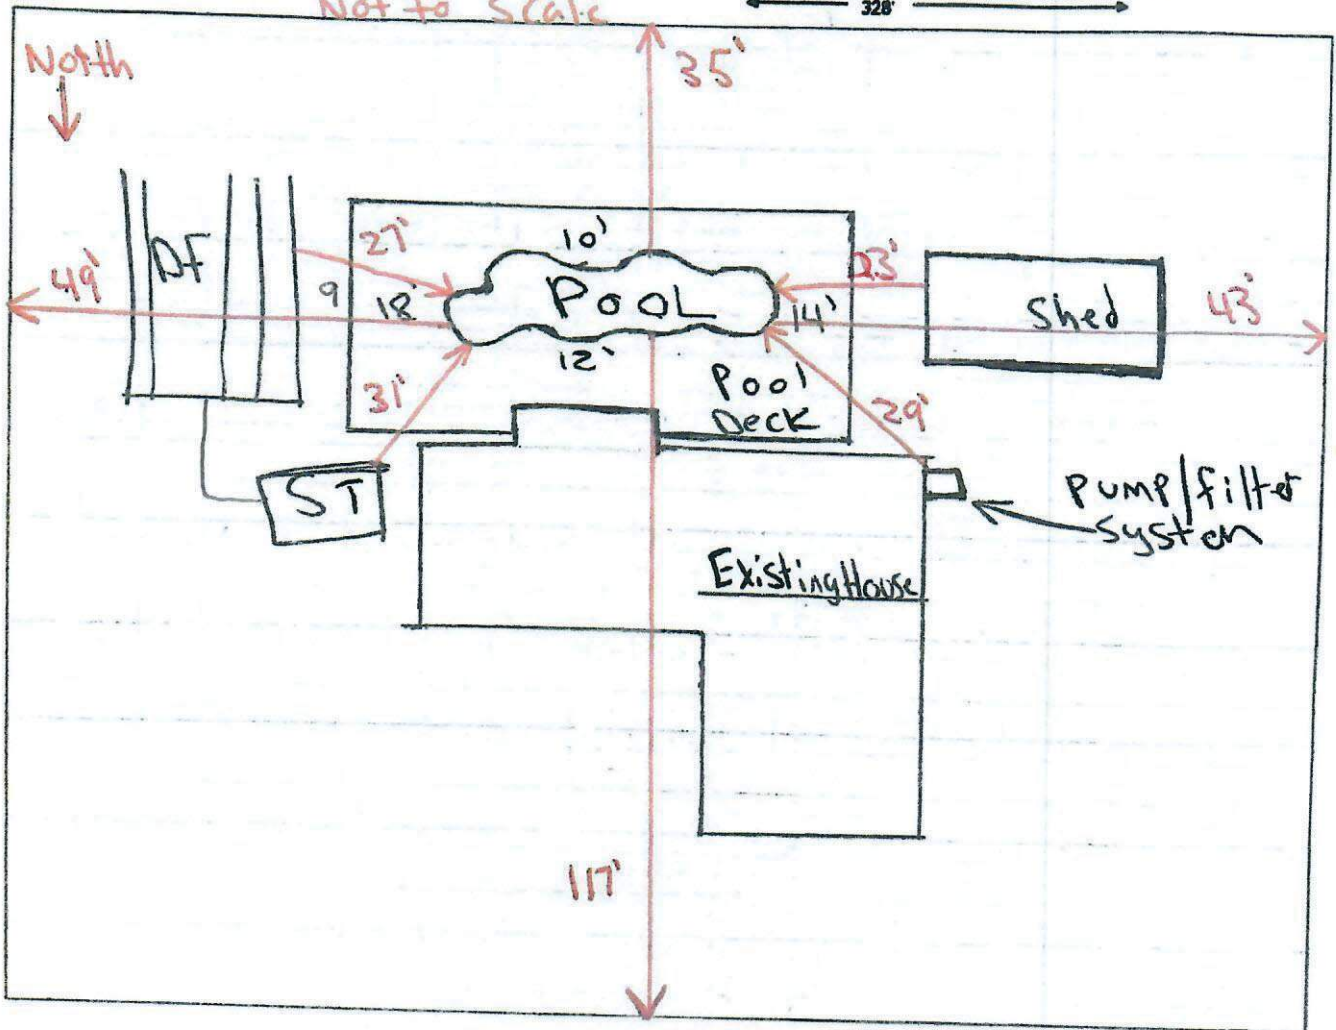 Not to Scale
328'
North
35'
DF
27'
10'
23'
49'
9
18'
POOL
14'
Shed
43'
12'
31'
Pool
Deck
29'
ST
Pump/filter
system
Existing House
117'